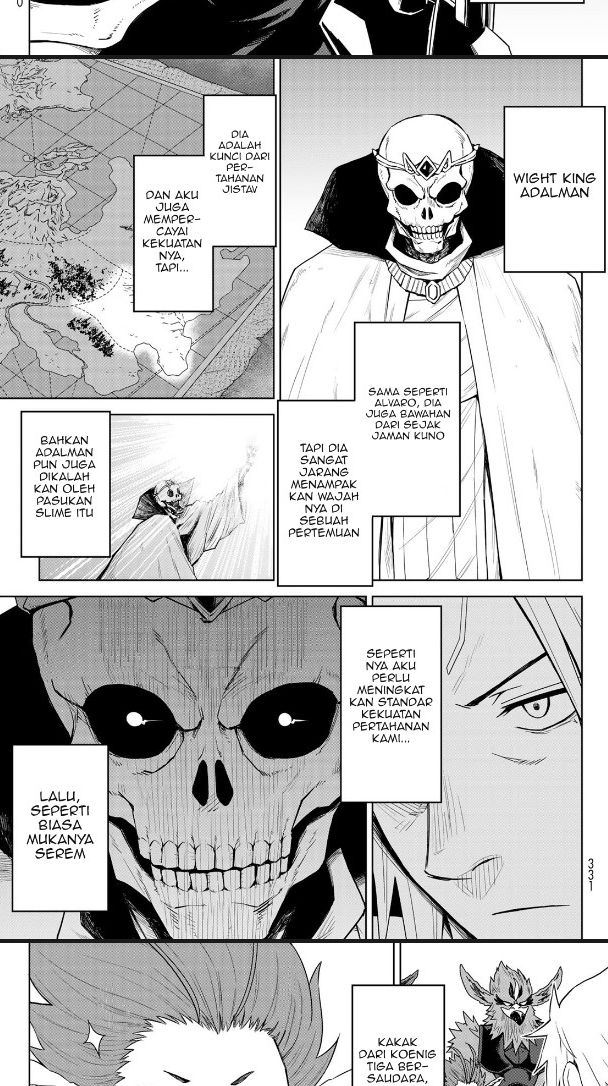 0
WIGHT KING
ADALMAN
DIA
ADALAH
KUNCI DARI
PER-
TAHANAN
JISTAV
DAN AKU
JUGA
MEMPER-
CAYAI
KEKUATAN
NYA,
TAPI...
SAMA SEPERTI
ALVARO, DIA
JUGA BAWAHAN
DARI SEJAK
JAMAN KUNO
TAPI DIA
SANGAT
JARANG
MENAMPAK
KAN WAJAH
NYA DI
SEBUAH
PERTEMUAN
BAHKAN
ADALMAN
PUN JUGA
DIKALAH
KAN OLEH
PASUKAN
SLIME ITU
SEPERTI
NYA AKU
PERLU
MENINGKAT
KAN STANDAR
KEKUATAN
PERTAHANAN
KAMI...
LALU,
SEPERTI
BIASA
MUKANYA
SEREM
331
KAKAK
DARI KOENIG
TIGA BER-
SAUDARA,